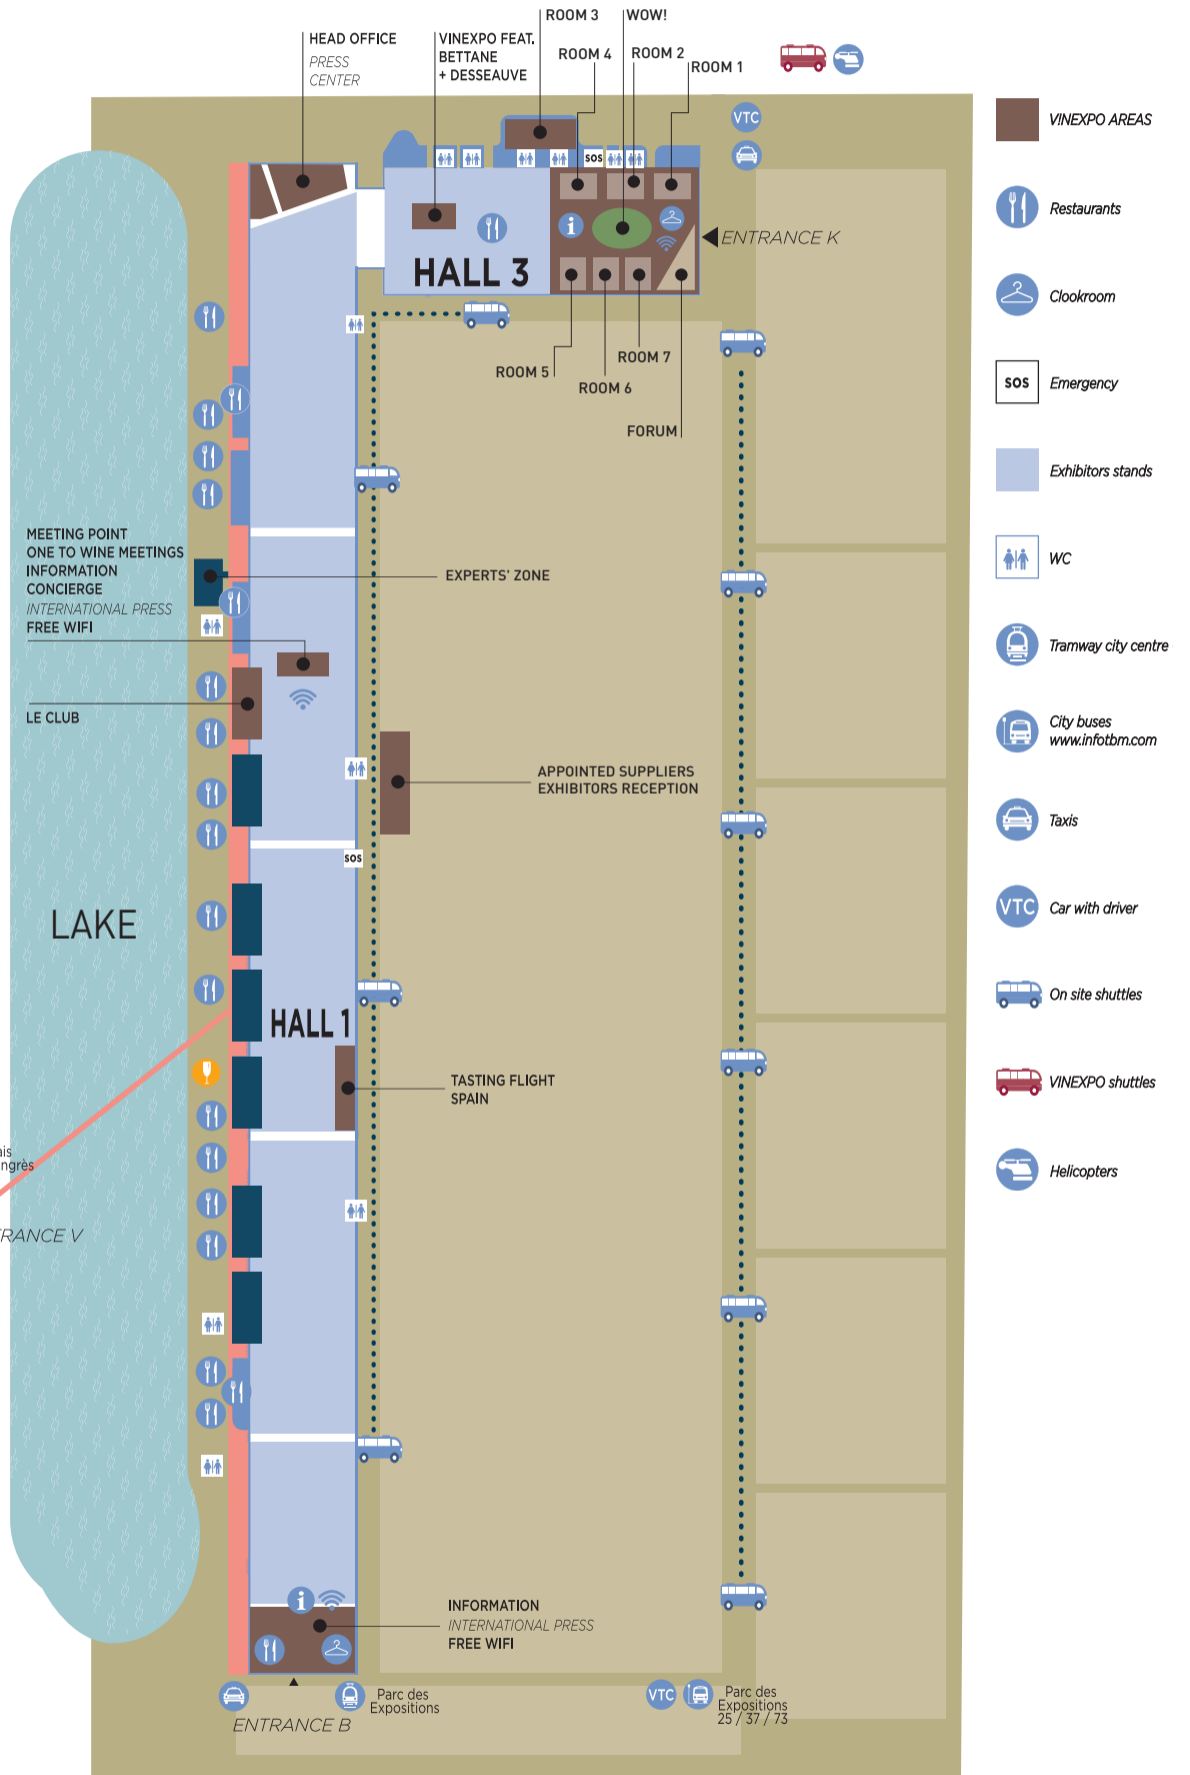 ROOM 3
WOW!
HEAD OFFICE
PRESS
CENTER
VINEXPO FEAT.
BETTANE
+ DESSEAUVE
ROOM 4
ROOM 2
ROOM 1
VTC
SOS
i
ENTRANCE K
HALL 3
ROOM 5
ROOM 6
ROOM 7
FORUM
MEETING POINT
ONE TO WINE MEETINGS
INFORMATION
CONCIERGE
INTERNATIONAL PRESS
FREE WIFI
EXPERTS' ZONE
LE CLUB
APPOINTED SUPPLIERS
EXHIBITORS RECEPTION
SOS
LAKE
HALL 1
TASTING FLIGHT
SPAIN
ais
ngrès
TRANCE V
i
INFORMATION
INTERNATIONAL PRESS
FREE WIFI
Parc des
Expositions
ENTRANCE B
VTC
Parc des
Expositions
25 / 37 / 73
VINEXPO AREAS
Restaurants
Clookroom
SOS
Emergency
Exhibitors stands
WC
Tramway city centre
City buses
www.infotbm.com
Taxis
VTC
Car with driver
On site shuttles
VINEXPO shuttles
Helicopters